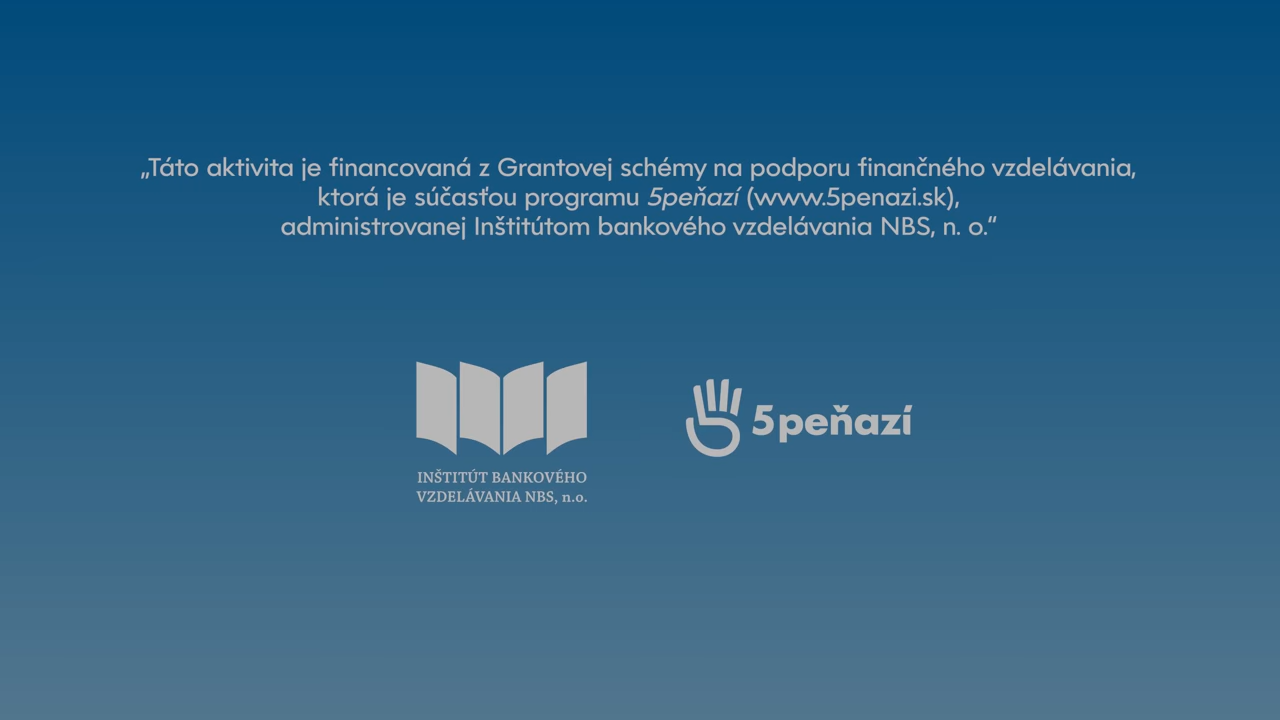 „Táto aktivita je financovaná z Grantovej schémy na podporu finančného vzdelávania,
ktorá je súčasťou programu 5peňazí (www.5penazi.sk),
administrovanej Inštitútom bankového vzdelávania NBS, n. o.“
INŠTITÚT BANKOVÉHO
VZDELÁVANIA NBS, n.o.
5peňazí